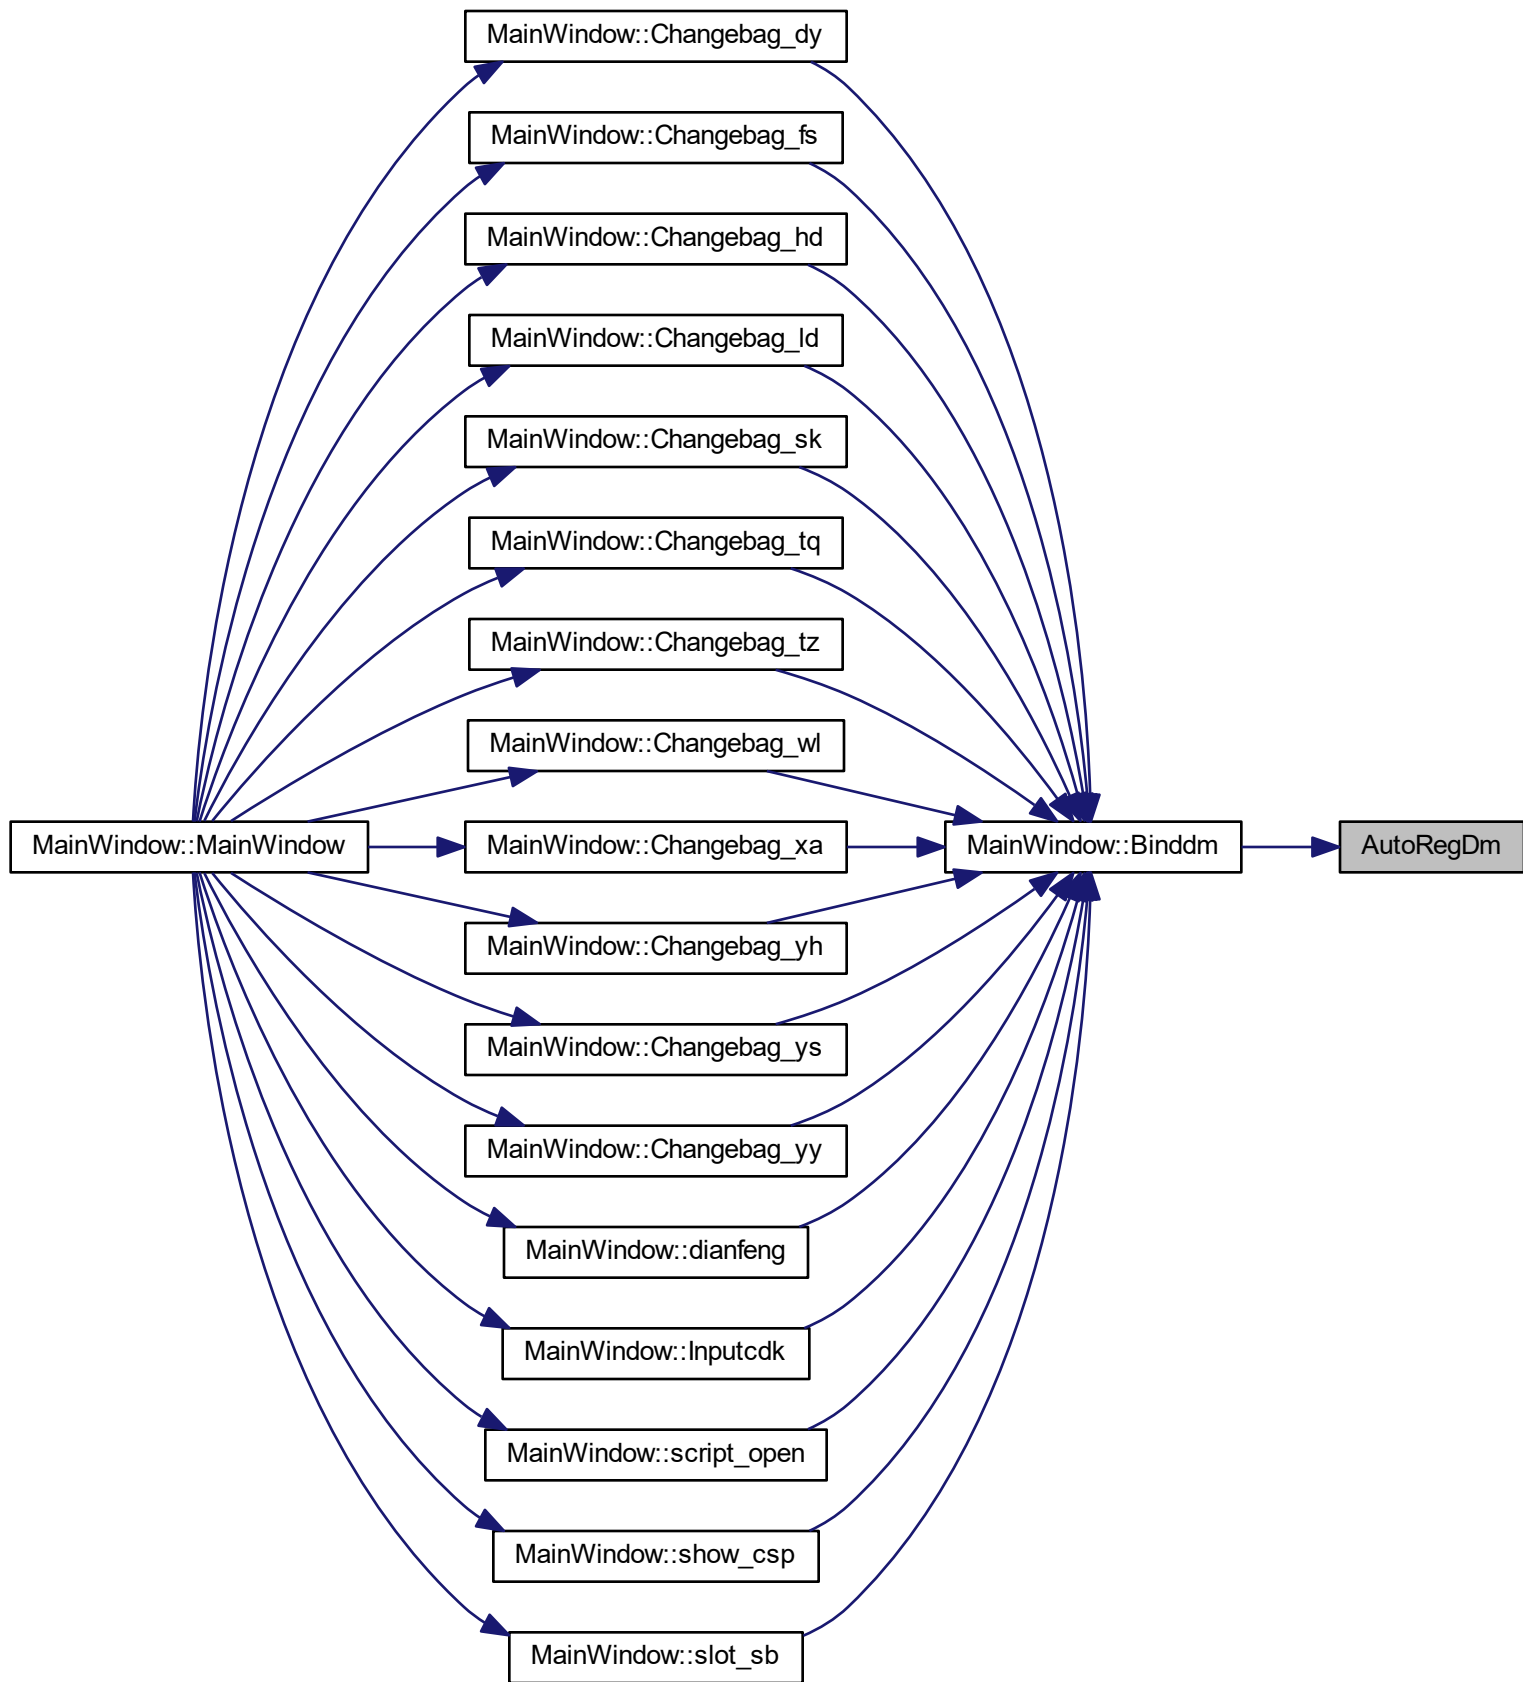 MainWindow::Changebag_dy
MainWindow::Changebag_fs
MainWindow::Changebag_hd
MainWindow::Changebag_ld
MainWindow::Changebag_sk
MainWindow::Changebag_tq
MainWindow::Changebag_tz
MainWindow::Changebag_wl
MainWindow::MainWindow
MainWindow::Changebag_xa
MainWindow::Binddm
AutoRegDm
MainWindow::Changebag_yh
MainWindow::Changebag_ys
MainWindow::Changebag_yy
MainWindow::dianfeng
MainWindow::Inputcdk
MainWindow::script_open
MainWindow::show_csp
MainWindow::slot_sb